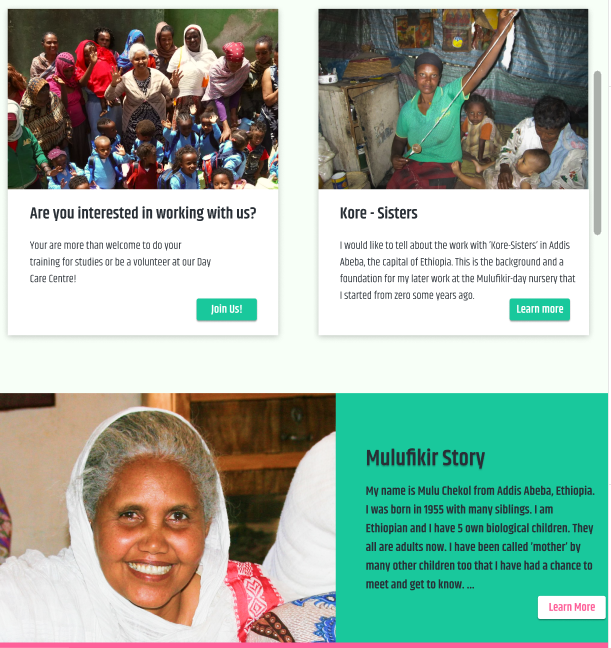 Are you interested in working with us?
Your are more than welcome to do your
training for studies or be a volunteer at our Day
Care Centre!
Join Us!
Kore - Sisters
I would like to tell about the work with 'Kore-Sisters' in Addis
Abeba, the capital of Ethiopia. This is the background and a
foundation for my later work at the Mulufikir-day nursery that
I started from zero some years ago.
Learn more
Mulufikir Story
My name is Mulu Chekol from Addis Abeba, Ethiopia.
I was born in 1955 with many siblings. I am
Ethiopian and I have 5 own biological children. They
all are adults now. I have been called 'mother' by
many other children too that I have had a chance to
meet and get to know. ...
Learn More